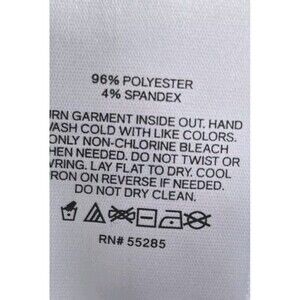 96% POLYESTER
4% SPANDEX
URN GARMENT INSIDE OUT. HAND
WASH COLD WITH LIKE COLORS.
ONLY NON-CHLORINE BLEACH
HEN NEEDED. DO NOT TWIST OR
WRING. LAY FLAT TO DRY. COOL
RON ON REVERSE IF NEEDED.
DO NOT DRY CLEAN.
RN# 55285